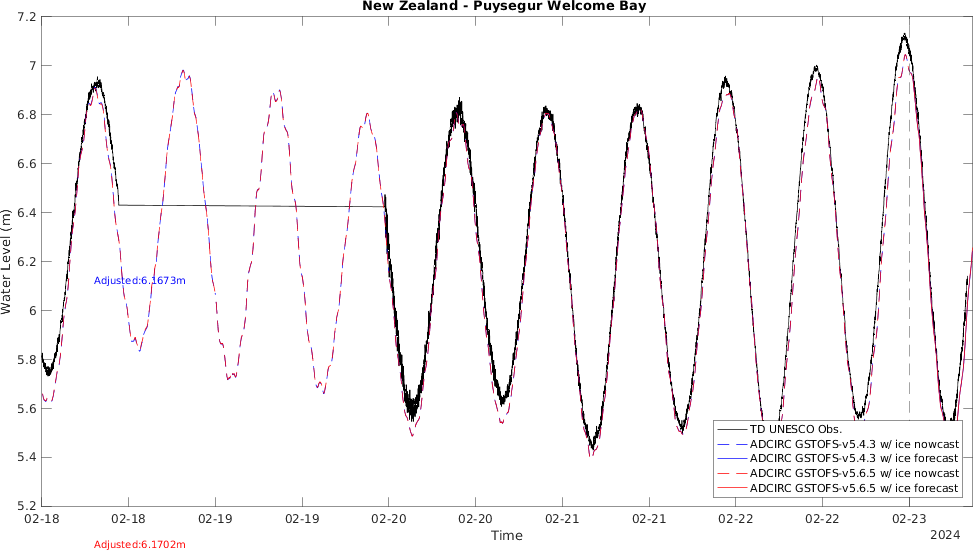 New Zealand - Puysegur Welcome Bay
7.2
7
6.8
6.6
6.4
6.2
6
5.8
5.6
5.4
5.2
Water Level (m)
Adjusted:6.1673m
TD UNESCO Obs.
ADCIRC GSTOFS-v5.4.3 w/ ice nowcast
ADCIRC GSTOFS-v5.4.3 w/ ice forecast
ADCIRC GSTOFS-v5.6.5 w/ ice nowcast
ADCIRC GSTOFS-v5.6.5 w/ ice forecast
02-18 02-18 02-19 02-19 02-20 02-20 02-21 02-21 02-22 02-22 02-23
Time
2024
Adjusted:6.1702m